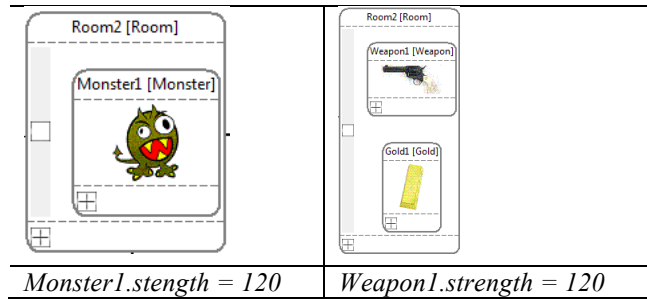 Room2 [Room]
Monster1 [Monster]
Monster1.stength = 120
Room2 [Room]
Weapon1 [Weapon]
Gold1 [Gold]
Weapon1.strength = 120